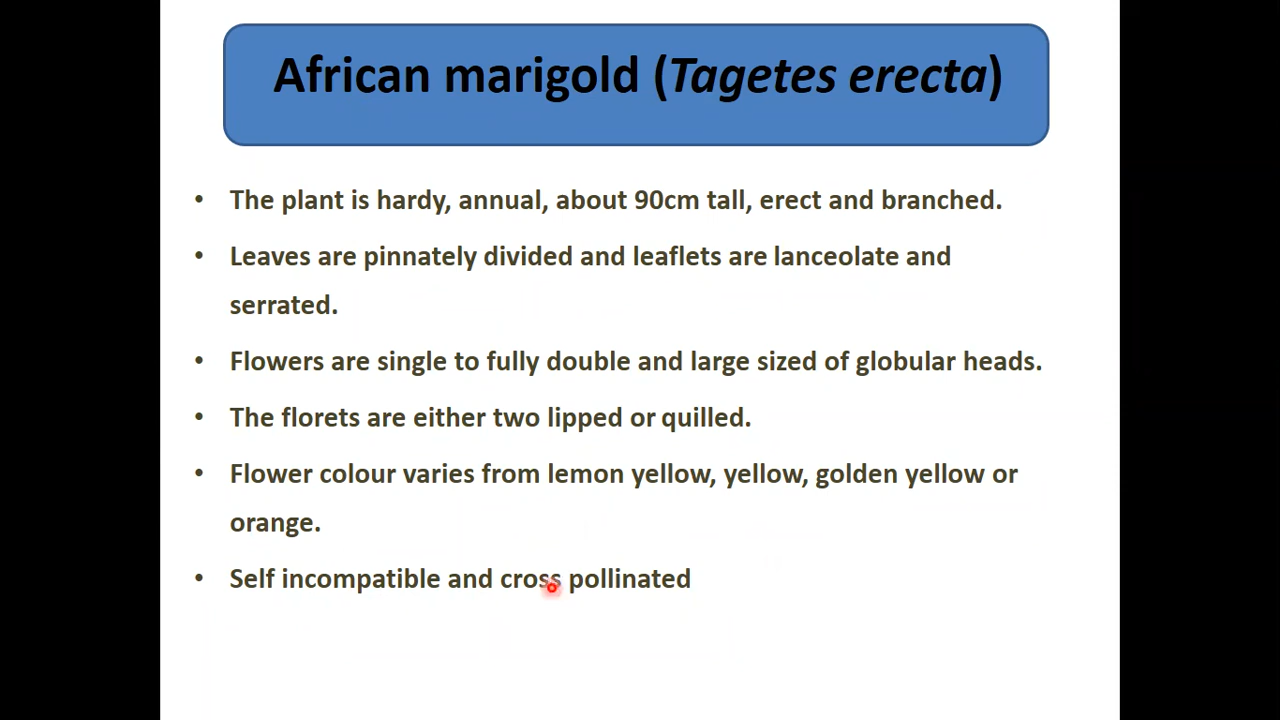 African marigold (Tagetes erecta)
• The plant is hardy, annual, about 90cm tall, erect and branched.
• Leaves are pinnately divided and leaflets are lanceolate and
serrated.
• Flowers are single to fully double and large sized of globular heads.
• The florets are either two lipped or quilled.
• Flower colour varies from lemon yellow, yellow, golden yellow or
orange.
• Self incompatible and cross pollinated